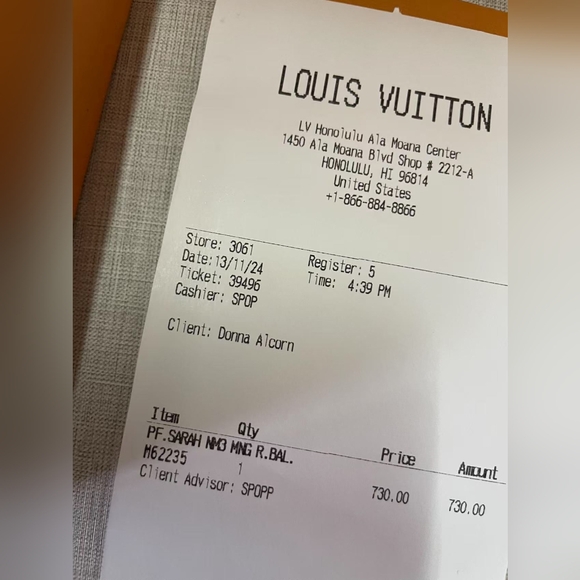 LOUIS VUITTON
LV Honolulu Ala Moana Center
1450 Ala Moana Blvd Shop # 2212-A
HONOLULU, HI 96814
United States
+1-866-884-8866
Store: 3061 Register: 5
Date:13/11/24 Time: 4:39 PM
Ticket: 39496
Cashier: SPOP
Client: Donna Alcorn
Item Qty Price Amount
PF.SARAH NM3 MNG R.BAL.
M62235 1 730.00 730.00
Client Advisor: SPOPP